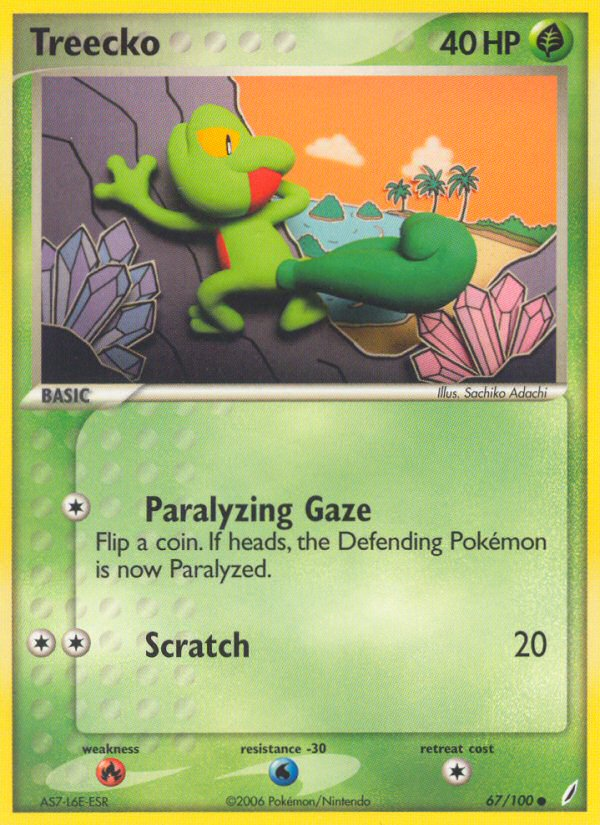 Treecko 40 HP
BASIC
Illus. Sachiko Adachi
Paralyzing Gaze
Flip a coin. If heads, the Defending Pokémon
is now Paralyzed.
Scratch 20
weakness resistance -30 retreat cost
AS7-L6E-ESR ©2006 Pokémon/Nintendo 67/100